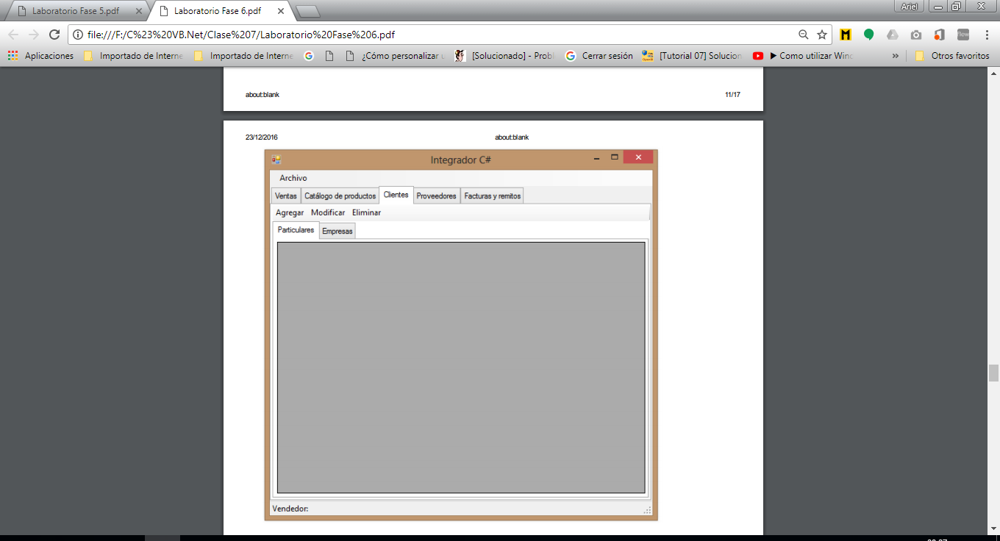 Laboratorio Fase 5.pdf
Laboratorio Fase 6.pdf
Ariel
file:///F:/C%23%20VB.Net/Clase%207/Laboratorio%20Fase%206.pdf
Aplicaciones
Importado de Interne
Importado de Interne
¿Cómo personalizar u
[Solucionado] - Probl
Cerrar sesión
[Tutorial 07] Solucion
Como utilizar Wind
»
Otros favoritos
about:blank
11/17
23/12/2016
about:blank
Integrador C#
Archivo
Ventas
Catálogo de productos
Clientes
Proveedores
Facturas y remitos
Agregar
Modificar
Eliminar
Particulares
Empresas
Vendedor: